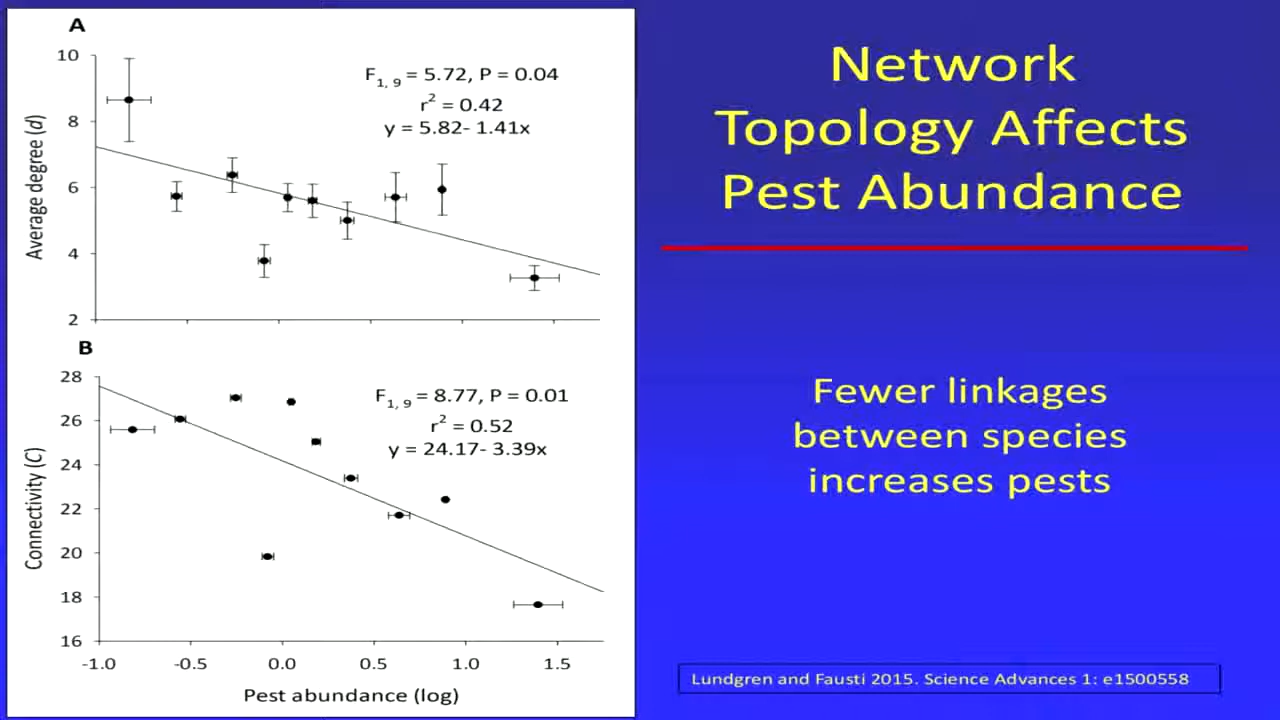 A
10
8
6
4
2
Average degree (d)
F1, 9 = 5.72, P = 0.04
r2 = 0.42
y = 5.82- 1.41x
B
28
26
24
22
20
18
16
Connectivity (C)
F1, 9 = 8.77, P = 0.01
r2 = 0.52
y = 24.17- 3.39x
-1.0 -0.5 0.0 0.5 1.0 1.5
Pest abundance (log)
Network
Topology Affects
Pest Abundance
Fewer linkages
between species
increases pests
Lundgren and Fausti 2015. Science Advances 1: e1500558